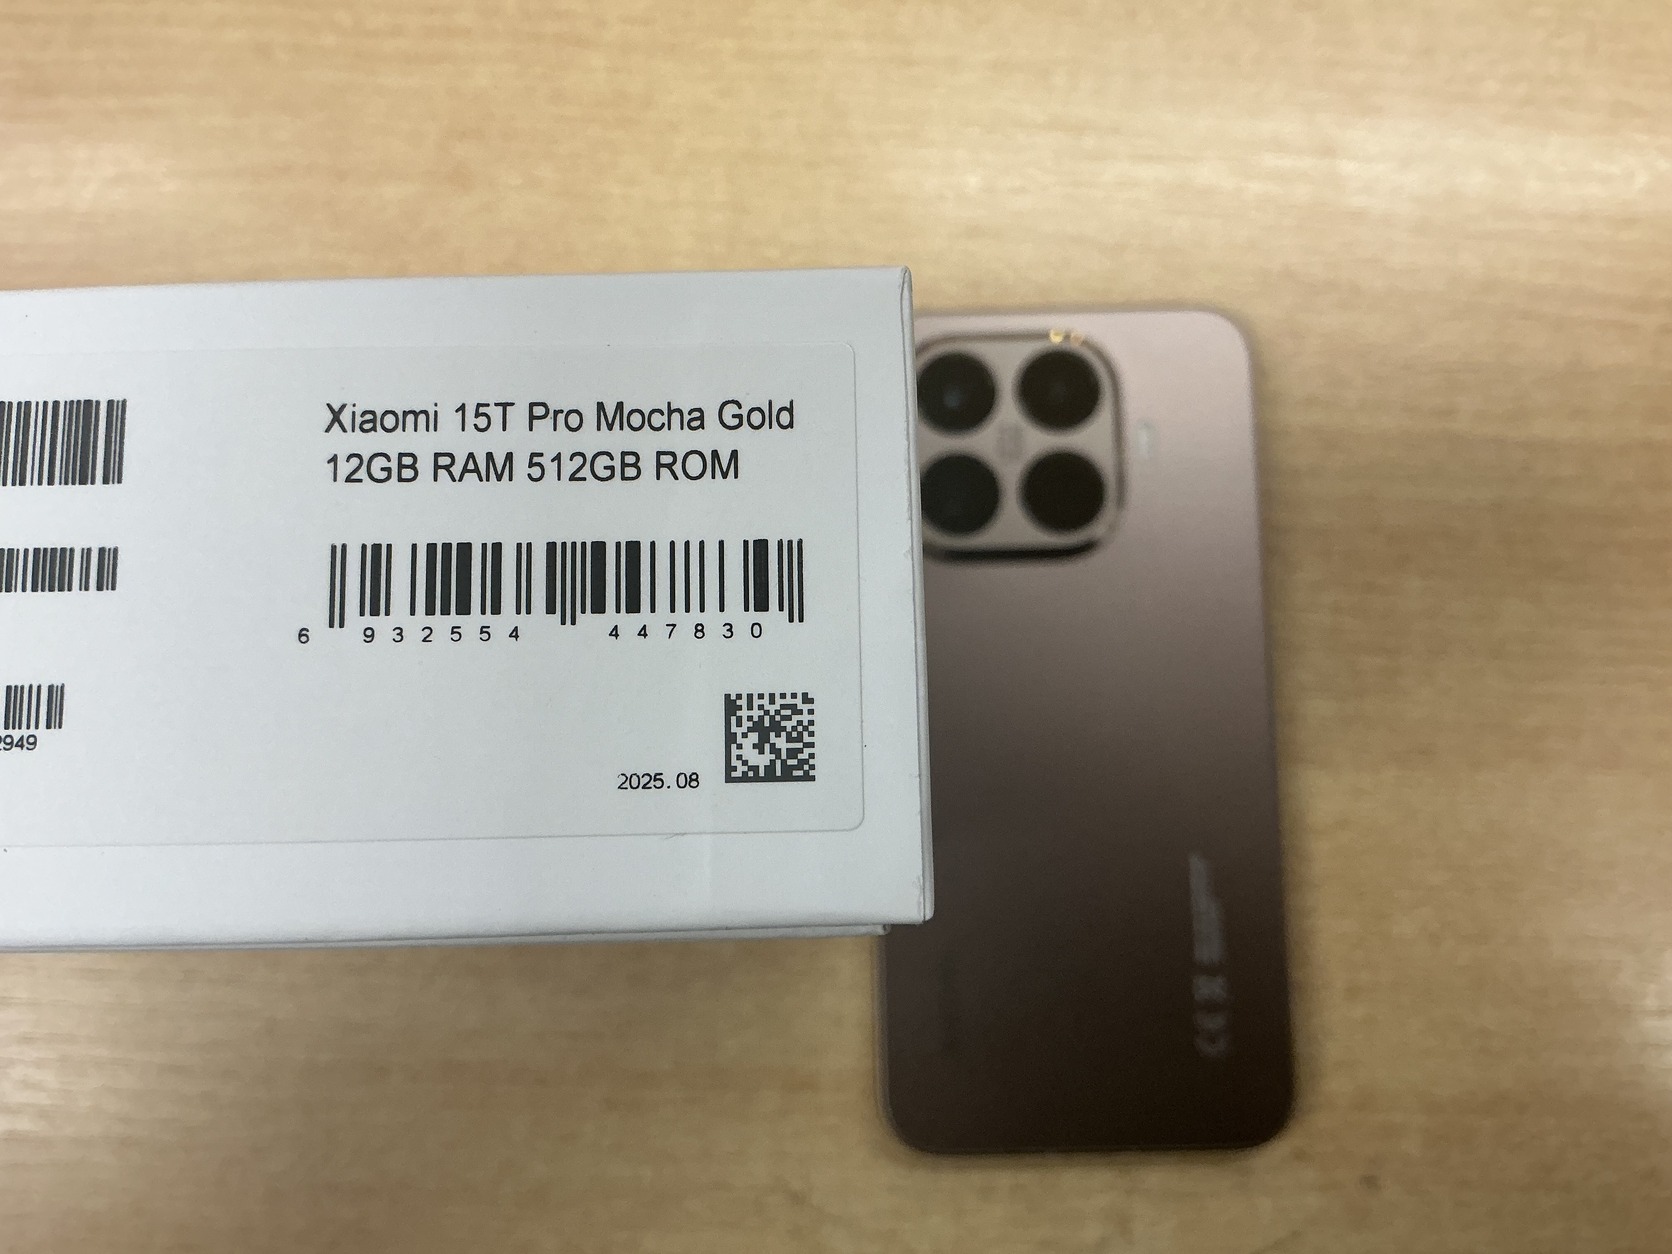 Xiaomi 15T Pro Mocha Gold
12GB RAM 512GB ROM
6 932554 447830
2949
2025.08